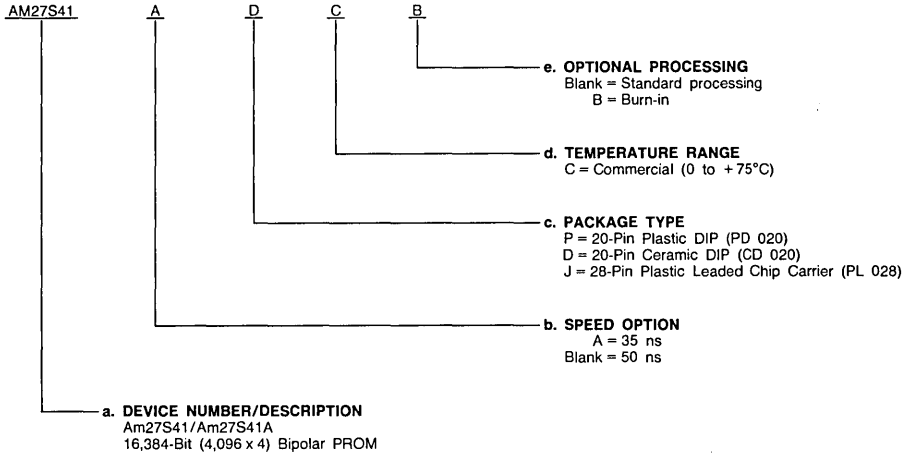 AM27S41 A D C B
e. OPTIONAL PROCESSING
Blank = Standard processing
B = Burn-in
d. TEMPERATURE RANGE
C = Commercial (0 to +75°C)
c. PACKAGE TYPE
P = 20-Pin Plastic DIP (PD 020)
D = 20-Pin Ceramic DIP (CD 020)
J = 28-Pin Plastic Leaded Chip Carrier (PL 028)
b. SPEED OPTION
A = 35 ns
Blank = 50 ns
a. DEVICE NUMBER/DESCRIPTION
Am27S41/Am27S41A
16,384-Bit (4,096 x 4) Bipolar PROM